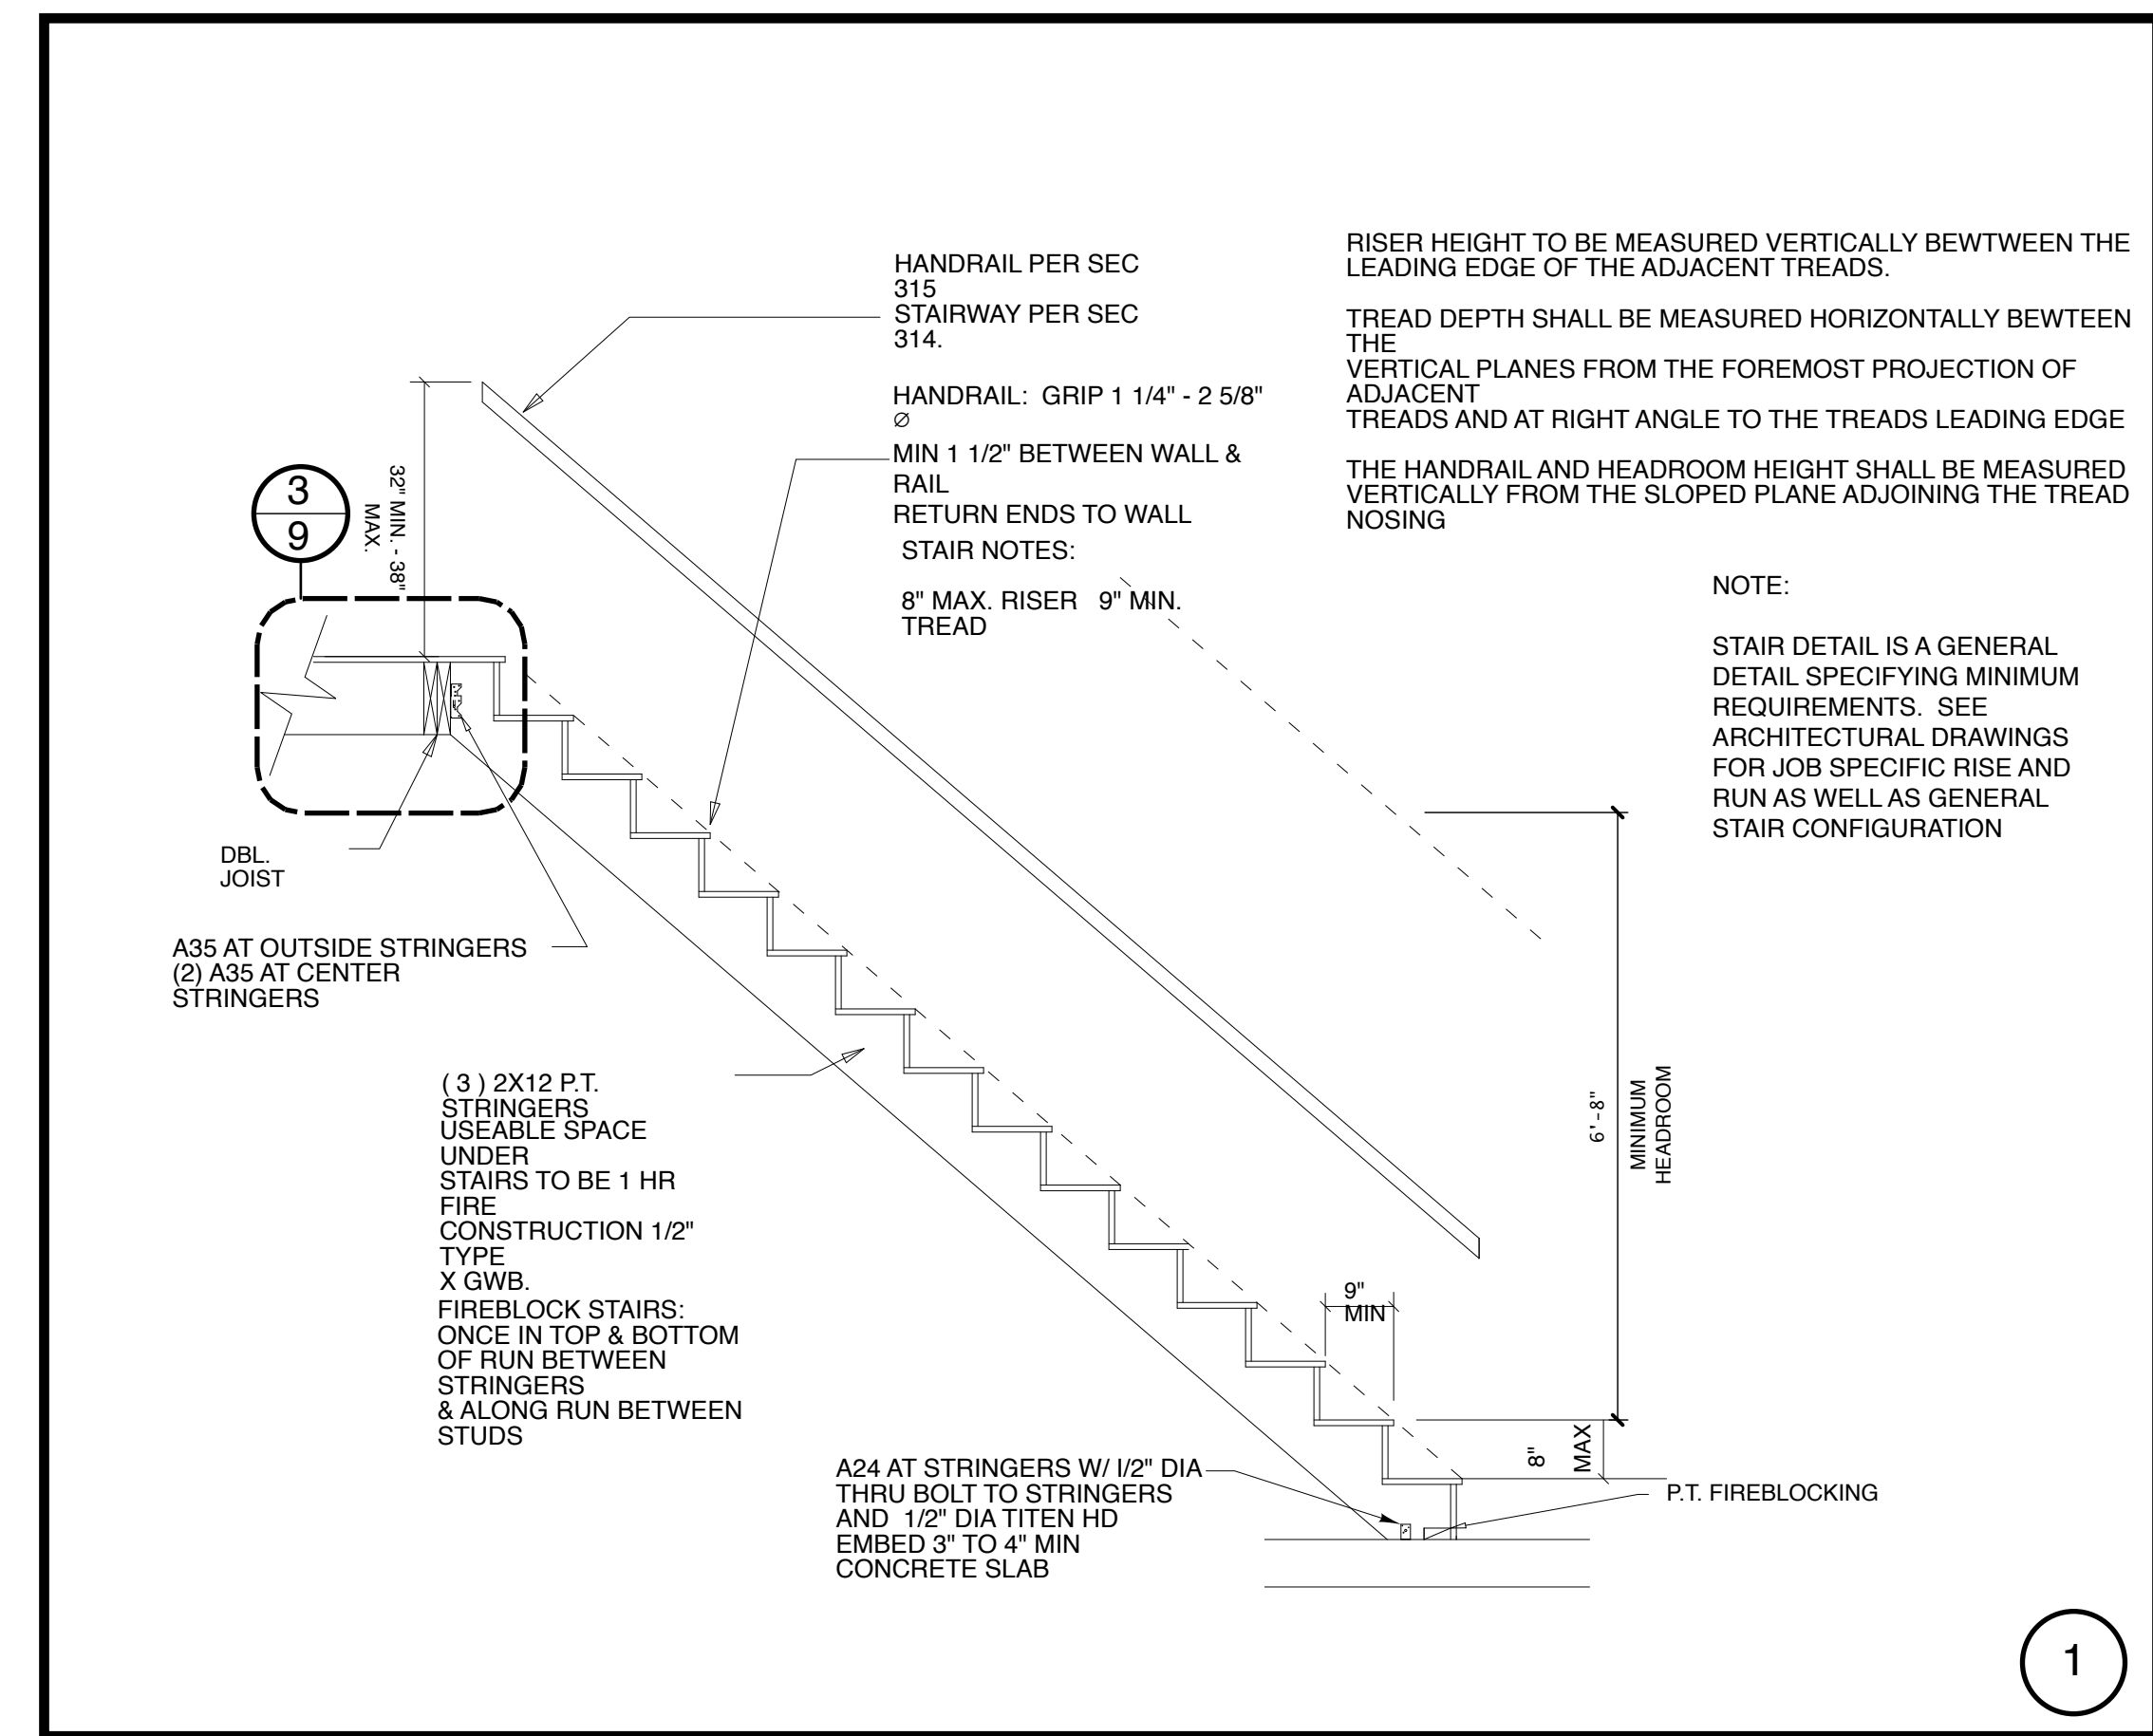 HANDRAIL PER SEC
315
STAIRWAY PER SEC
314.
HANDRAIL:  GRIP 1 1/4" - 2 5/8"
∅
MIN 1 1/2" BETWEEN WALL &
RAIL
RETURN ENDS TO WALL
STAIR NOTES:
8" MAX. RISER   9" MIN.
TREAD
RISER HEIGHT TO BE MEASURED VERTICALLY BEWTWEEN THE
LEADING EDGE OF THE ADJACENT TREADS.
TREAD DEPTH SHALL BE MEASURED HORIZONTALLY BEWTEEN
THE
VERTICAL PLANES FROM THE FOREMOST PROJECTION OF
ADJACENT
TREADS AND AT RIGHT ANGLE TO THE TREADS LEADING EDGE
THE HANDRAIL AND HEADROOM HEIGHT SHALL BE MEASURED
VERTICALLY FROM THE SLOPED PLANE ADJOINING THE TREAD
NOSING
NOTE:
STAIR DETAIL IS A GENERAL
DETAIL SPECIFYING MINIMUM
REQUIREMENTS.  SEE
ARCHITECTURAL DRAWINGS
FOR JOB SPECIFIC RISE AND
RUN AS WELL AS GENERAL
STAIR CONFIGURATION
3
9
32" MIN. - 38"
MAX.
DBL.
JOIST
A35 AT OUTSIDE STRINGERS
(2) A35 AT CENTER
STRINGERS
( 3 ) 2X12 P.T.
STRINGERS
USEABLE SPACE
UNDER
STAIRS TO BE 1 HR
FIRE
CONSTRUCTION 1/2"
TYPE
X GWB.
FIREBLOCK STAIRS:
ONCE IN TOP & BOTTOM
OF RUN BETWEEN
STRINGERS
& ALONG RUN BETWEEN
STUDS
6'-8"
MINIMUM
HEADROOM
9"
MIN
8"
MAX
A24 AT STRINGERS W/ I/2" DIA
THRU BOLT TO STRINGERS
AND  1/2" DIA TITEN HD
EMBED 3" TO 4" MIN
CONCRETE SLAB
P.T. FIREBLOCKING
1